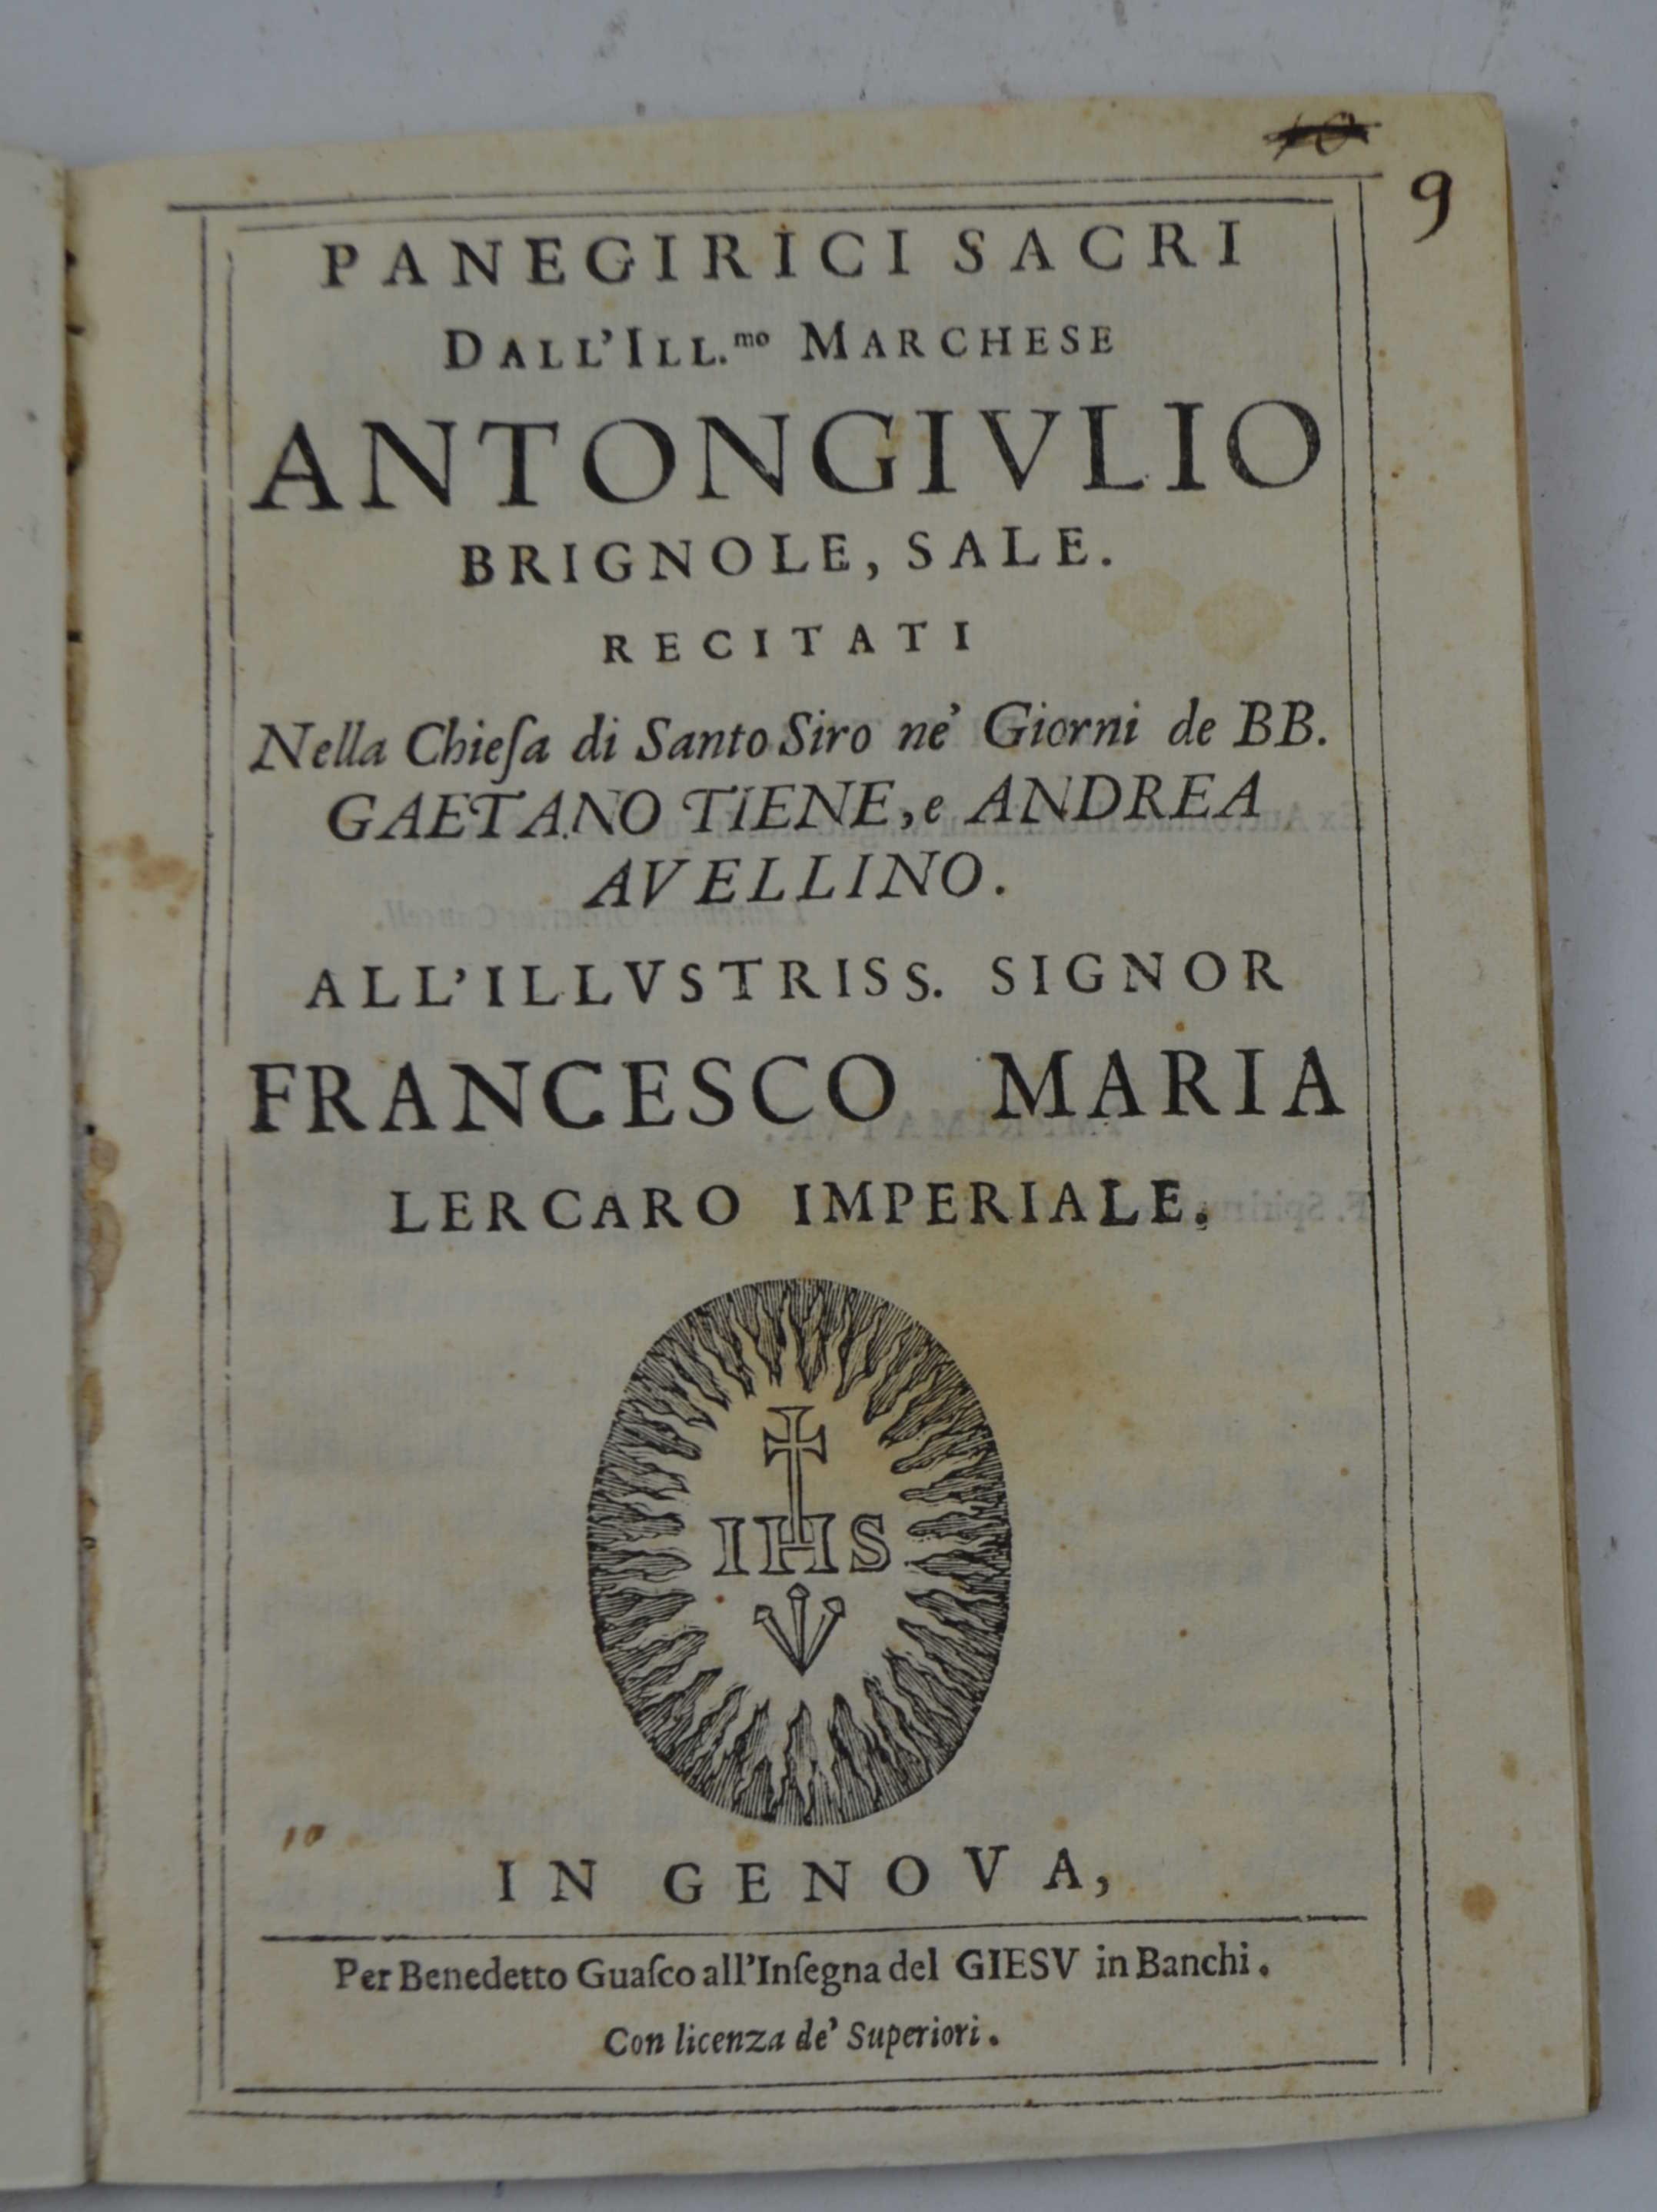 9
PANEGIRICI SACRI
DALL'ILL.mo MARCHESE
ANTONGIVLIO
BRIGNOLE, SALE.
RECITATI
Nella Chieſa di Santo Siro ne' Giorni de BB.
GAETANO TIENE, e ANDREA
AVELLINO.
ALL'ILLVSTRISS. SIGNOR
FRANCESCO MARIA
LERCARO IMPERIALE.
IHS
10
IN GENOVA,
Per Benedetto Guaſco all'Inſegna del GIESV in Banchi.
Con licenza de' Superiori.